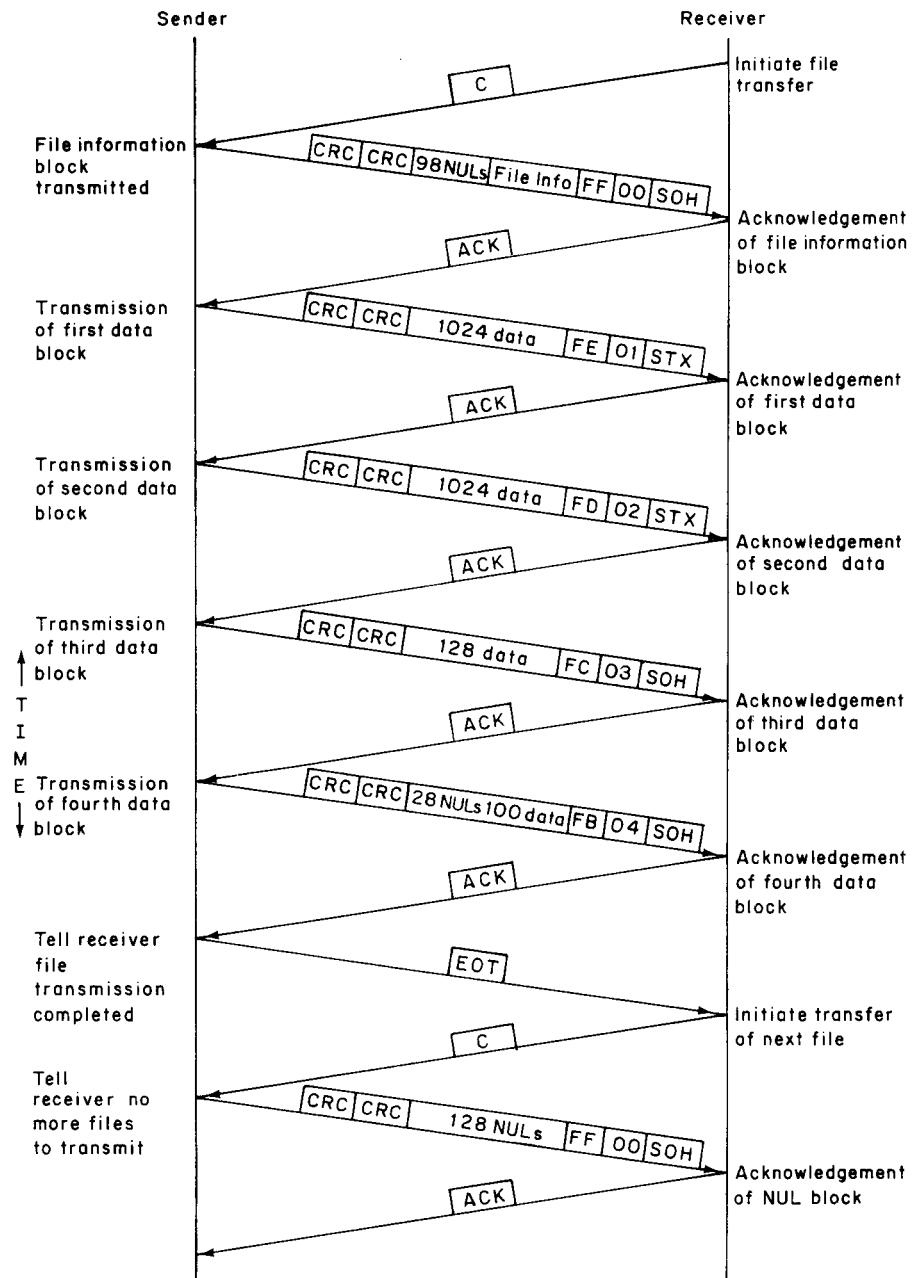 Sender
Receiver
Initiate file
transfer
C
File information
block
transmitted
CRC CRC 98NULs File Info FF 00 SOH
Acknowledgement
of file information
block
ACK
Transmission
of first data
block
CRC CRC 1024 data FE 01 STX
Acknowledgement
of first data
block
ACK
Transmission
of second data
block
CRC CRC 1024 data FD 02 STX
Acknowledgement
of second data
block
ACK
Transmission
of third data
block
CRC CRC 128 data FC 03 SOH
Acknowledgement
of third data
block
ACK
TIME
Transmission
of fourth data
block
CRC CRC 28 NULs 100 data FB 04 SOH
Acknowledgement
of fourth data
block
ACK
Tell receiver
file
transmission
completed
EOT
Initiate transfer
of next file
C
Tell
receiver no
more files
to transmit
CRC CRC 128 NULs FF 00 SOH
Acknowledgement
of NUL block
ACK